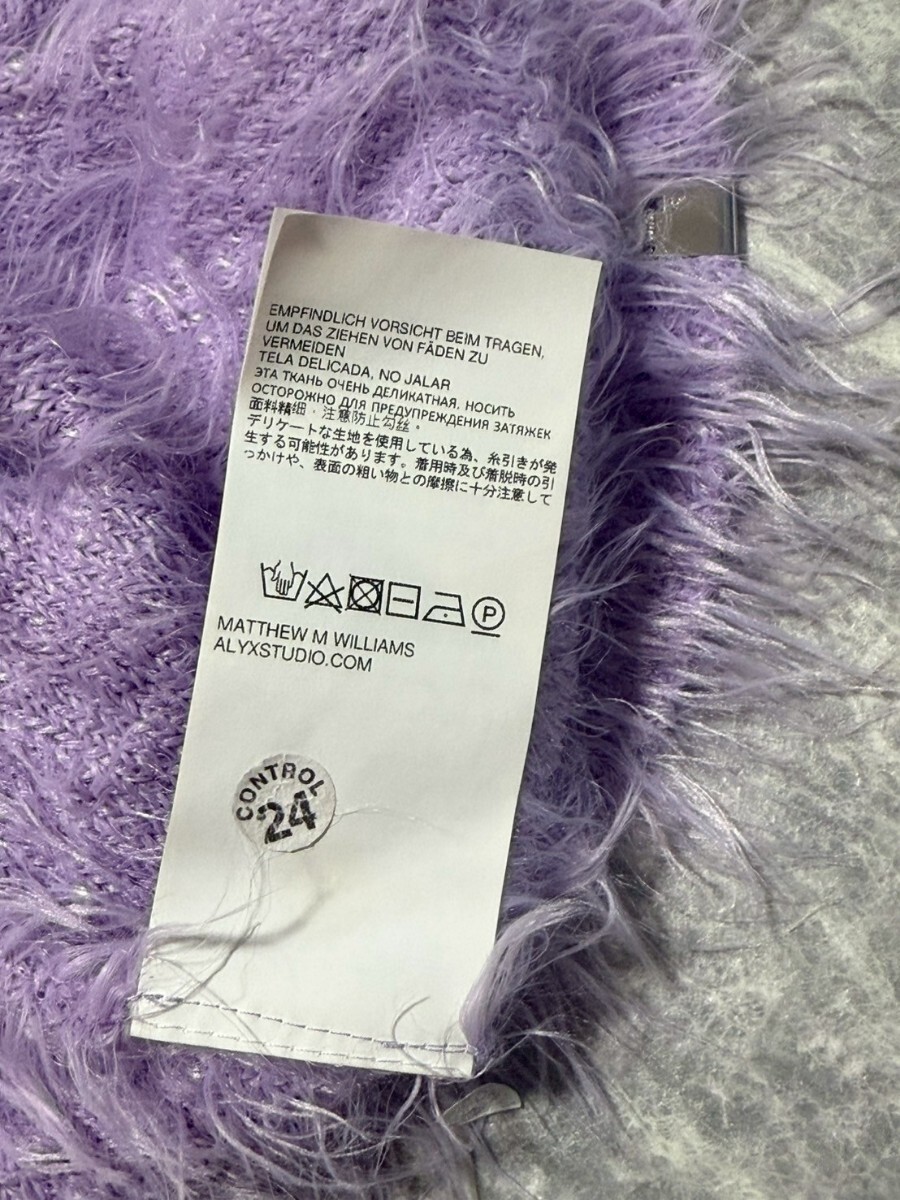 EMPFINDLICH VORSICHT BEIM TRAGEN,
UM DAS ZIEHEN VON FÄDEN ZU
VERMEIDEN
TELA DELICADA, NO JALAR
ЭТА ТКАНЬ ОЧЕНЬ ДЕЛИКАТНАЯ, НОСИТЬ
ОСТОРОЖНО ДЛЯ ПРЕДУПРЕЖДЕНИЯ ЗАТЯЖЕК
面料精细，注意防止勾丝。
デリケートな生地を使用している為、糸引きが発
生する可能性があります。着用時及び着脱時の引
っかけや、表面の粗い物との摩擦に十分注意して
P
MATTHEW M WILLIAMS
ALYXSTUDIO.COM
CONTROL
24